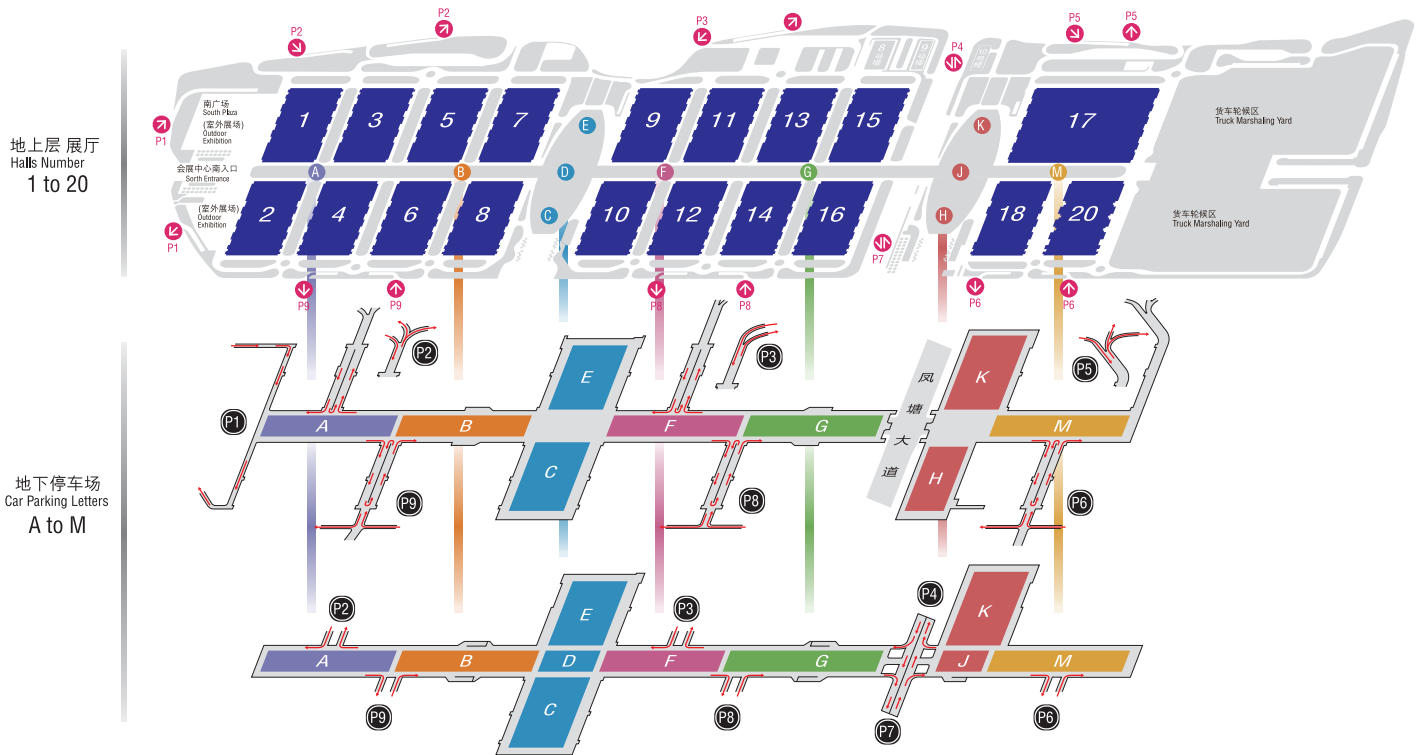 P2
P2
P3
P4
P5
P5
地上层 展厅
Halls Number
1 to 20
P1
南广场
South Plaza
(室外展场)
Outdoor
Exhibition
会展中心南入口
Sorth Entrance
(室外展场)
Outdoor
Exhibition
P1
1
3
5
7
E
9
11
13
15
K
17
货车轮候区
Truck Marshaling Yard
A
B
D
F
G
J
M
2
4
6
8
C
10
12
14
16
H
18
20
货车轮候区
Truck Marshaling Yard
P7
P9
P9
P8
P8
P6
P6
地下停车场
Car Parking Letters
A to M
P2
P3
P5
P1
E
K
凤塘大道
A
B
F
G
M
C
H
P9
P8
P6
P2
P3
P4
E
K
A
B
D
F
G
J
M
C
P9
P8
P7
P6